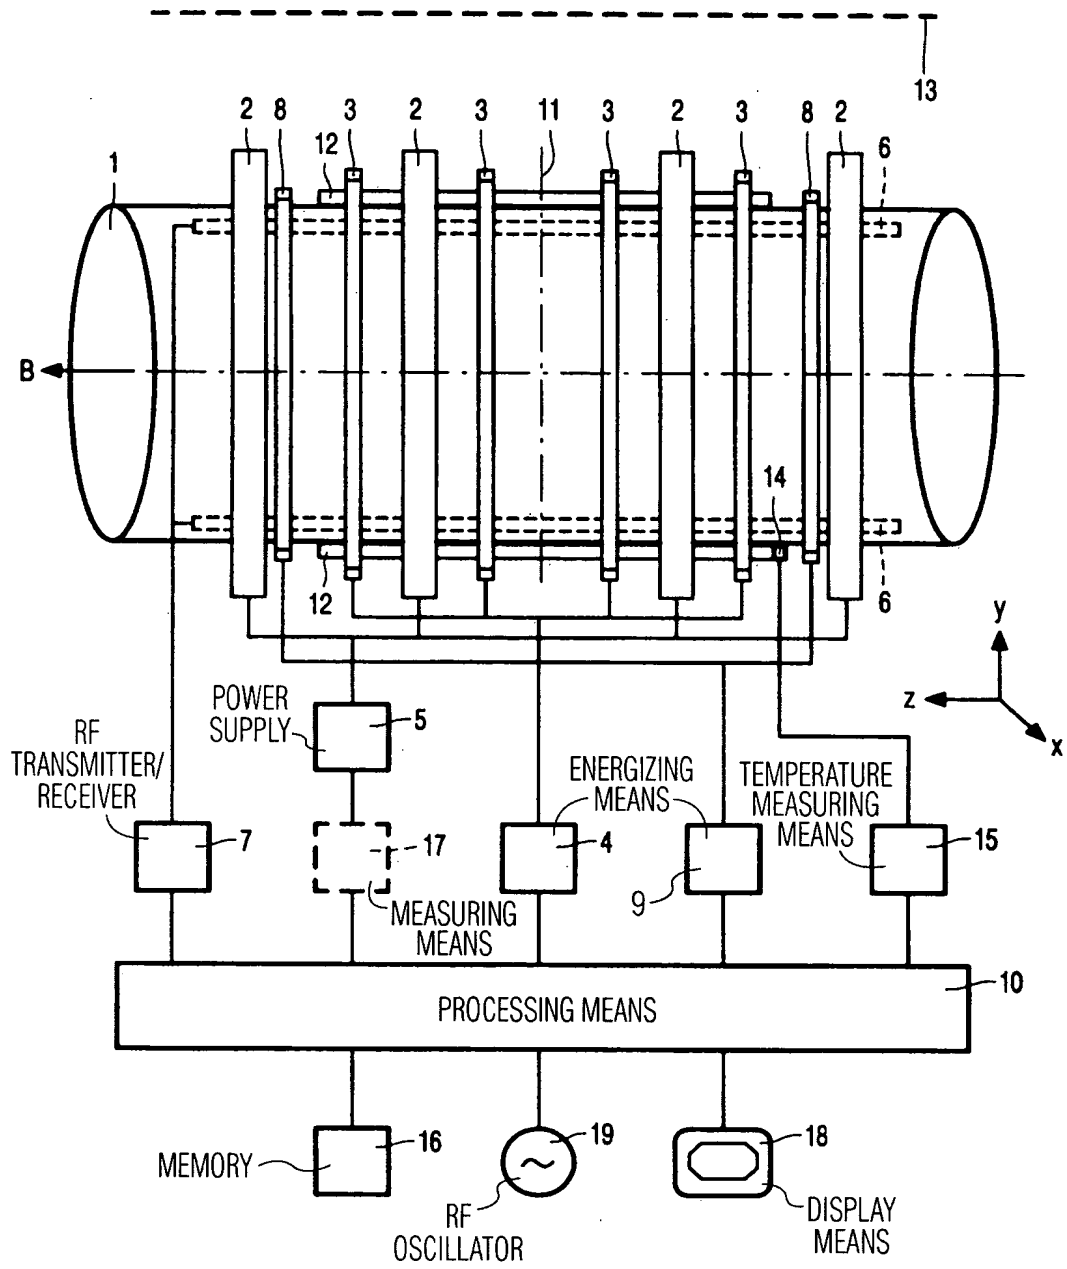 13
2 8 3 2 3 11 3 2 3 8 2
12
6
1
B
14
12
6
y
z
x
POWER
SUPPLY
5
RF
TRANSMITTER/
RECEIVER
7
17
MEASURING
MEANS
ENERGIZING
MEANS
4
9
TEMPERATURE
MEASURING
MEANS
15
10
PROCESSING MEANS
16
MEMORY
19
~
RF
OSCILLATOR
18
DISPLAY
MEANS